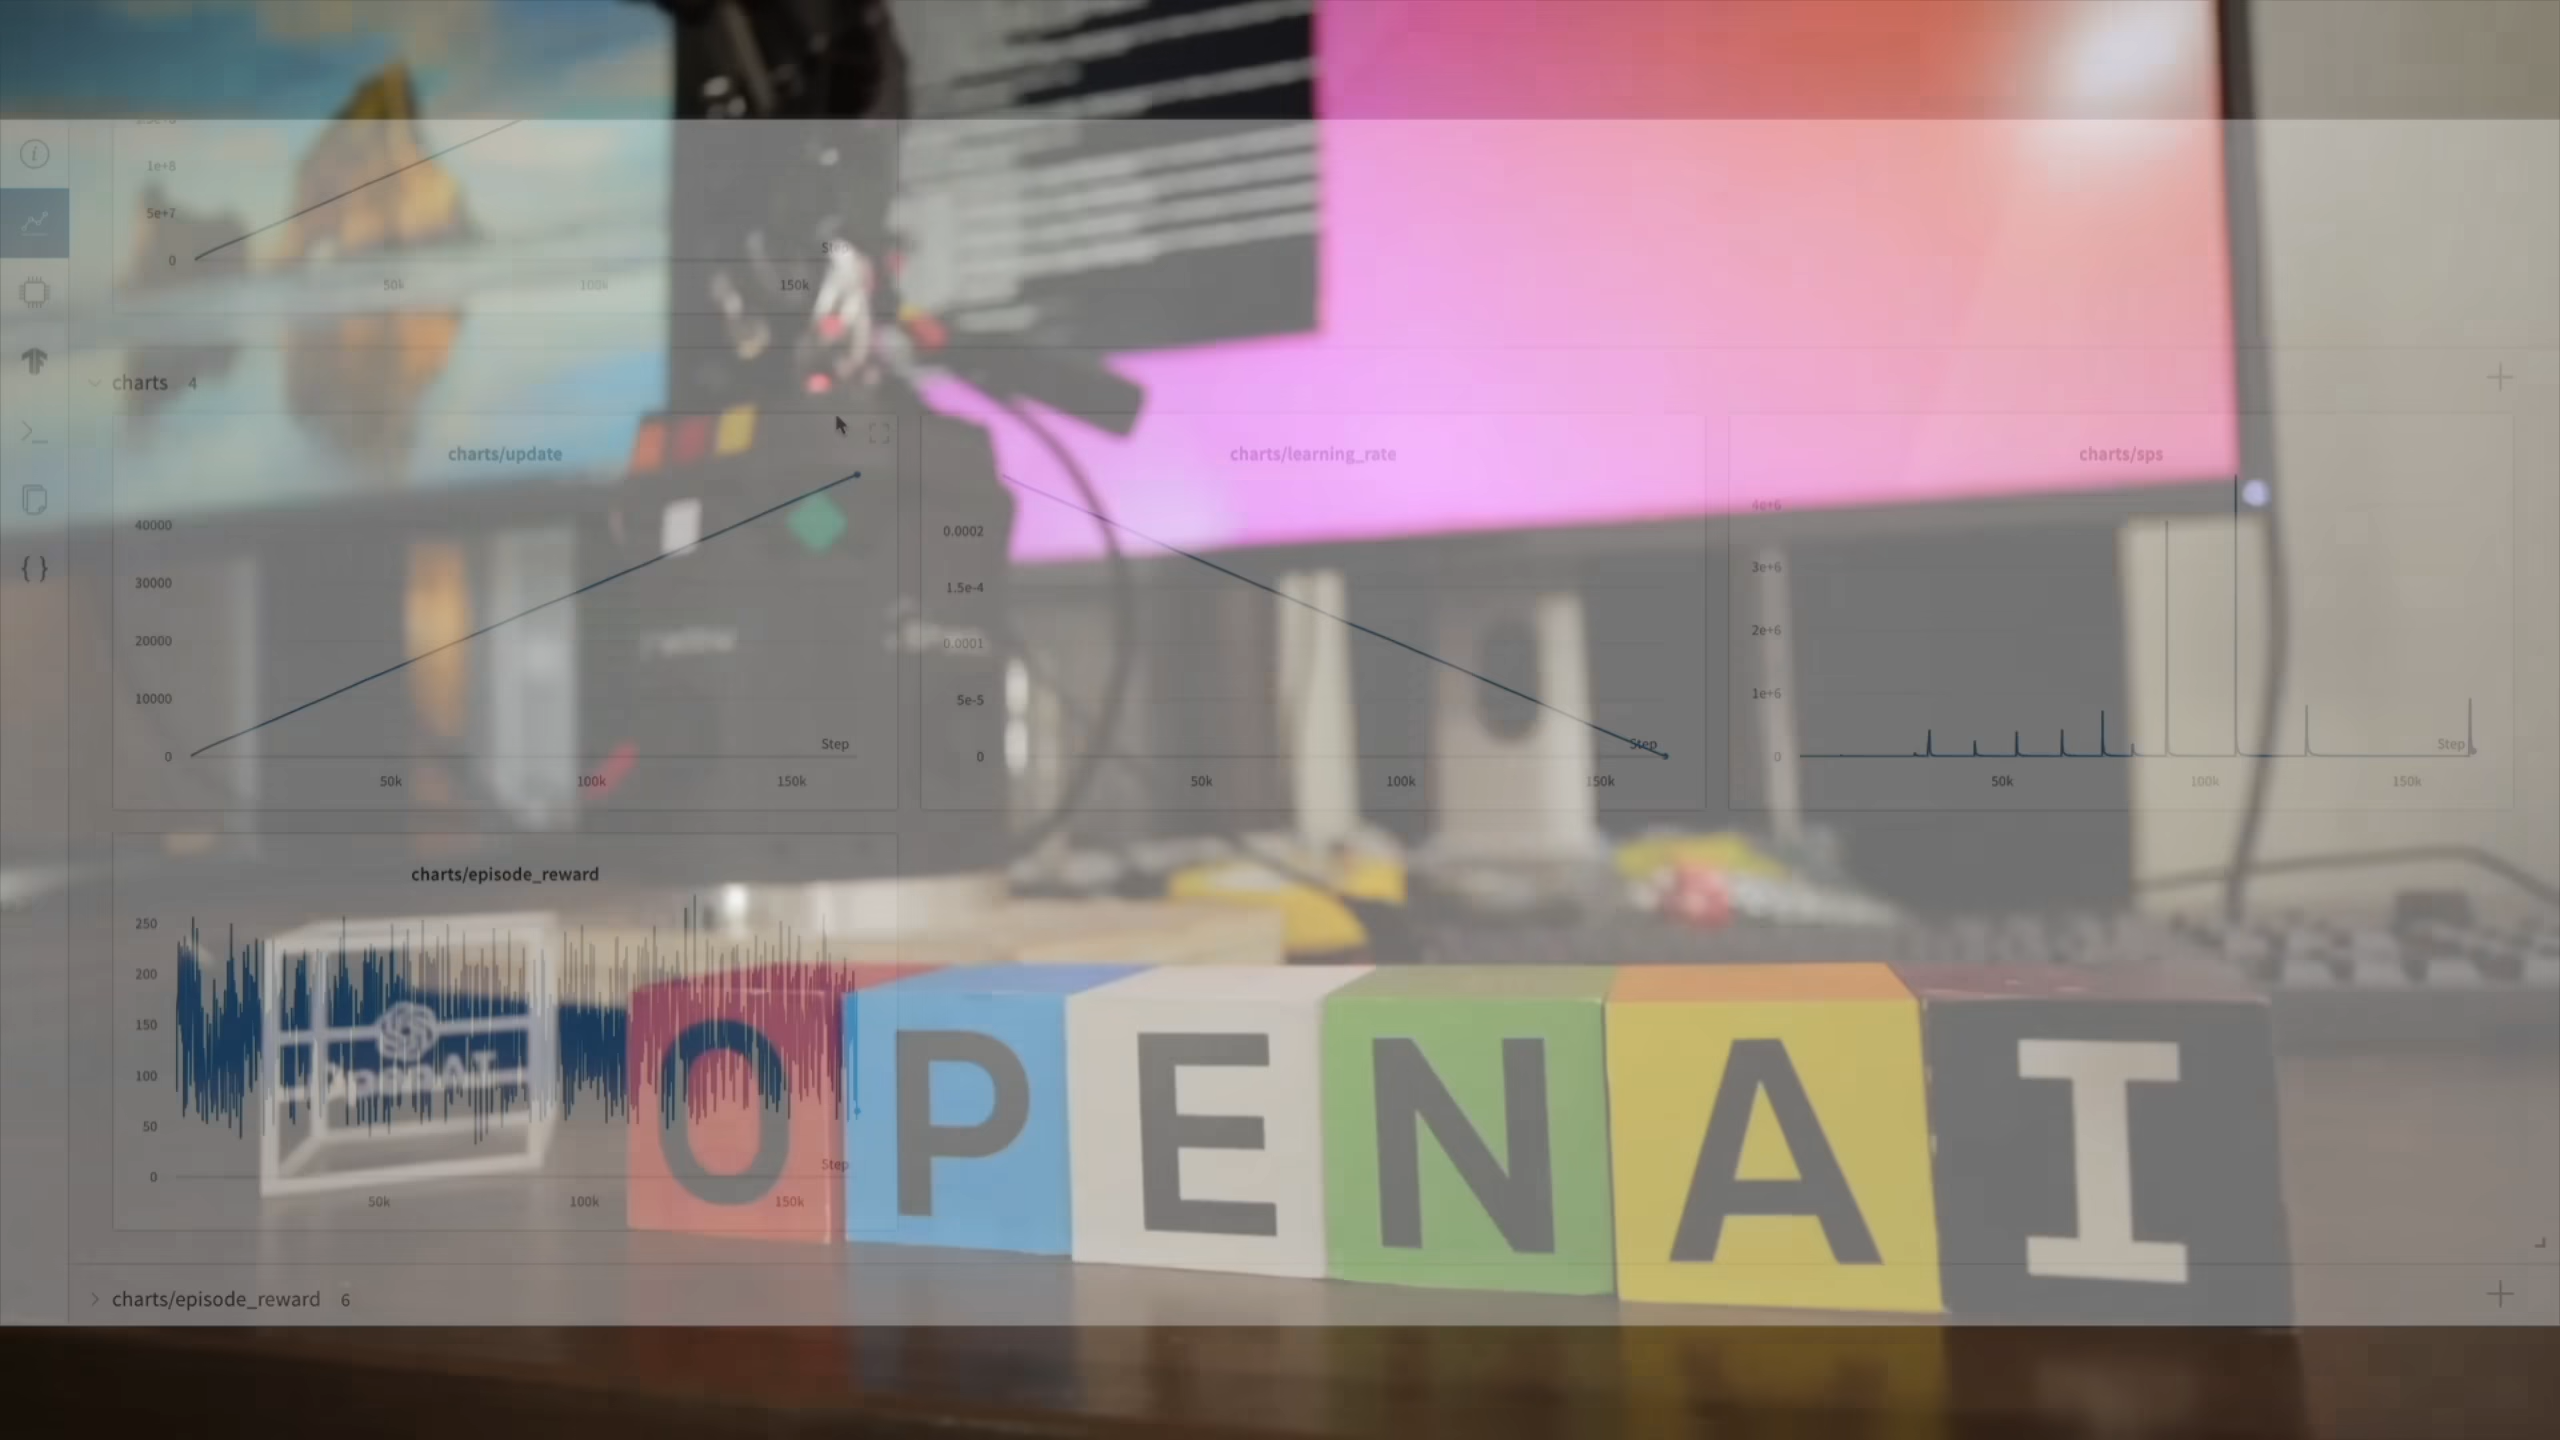 1e+8
5e+7
0
Step
50k 100k 150k
charts 4
charts/update
40000
30000
20000
10000
0
Step
50k 100k 150k
charts/learning_rate
0.0002
1.5e-4
0.0001
5e-5
0
Step
50k 100k 150k
charts/sps
4e+6
3e+6
2e+6
1e+6
0
Step
50k 100k 150k
charts/episode_reward
250
200
150
100
50
0
Step
50k 100k 150k
OpenAI
OPENAI
charts/episode_reward 6